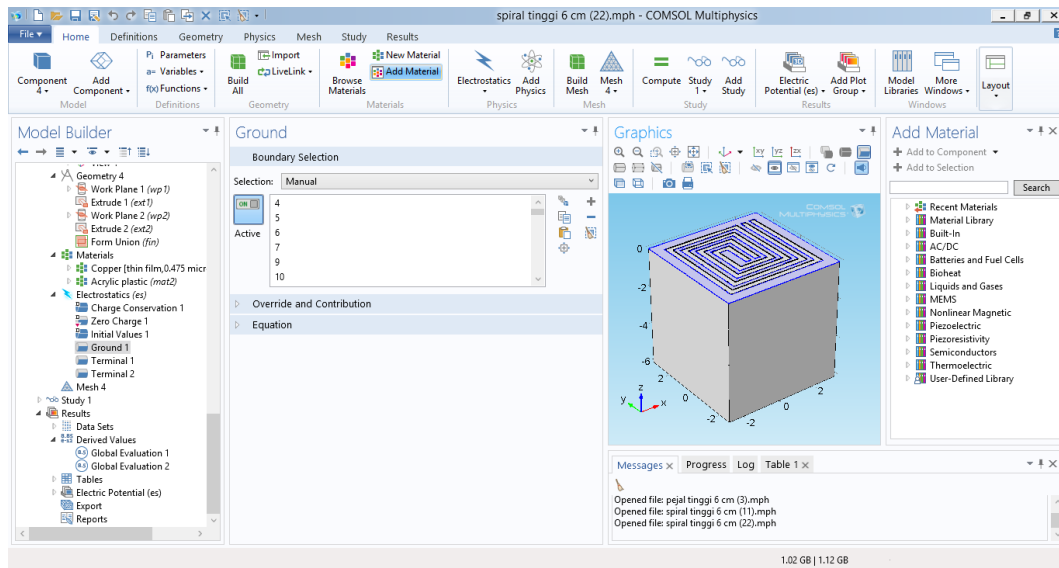 spiral tinggi 6 cm (22).mph - COMSOL Multiphysics
File Home Definitions Geometry Physics Mesh Study Results
Component 4
Add Component
Model
Pi Parameters
a= Variables
f(x) Functions
Definitions
Build All
Import
LiveLink
Geometry
Browse Materials
New Material
Add Material
Materials
Electrostatics
Add Physics
Physics
Build Mesh
Mesh 4
Mesh
Compute
Study 1
Add Study
Study
Electric Potential (es)
Add Plot Group
Results
Model Libraries
More Windows
Windows
Layout
Model Builder
View 1
Geometry 4
Work Plane 1 (wp1)
Extrude 1 (ext1)
Work Plane 2 (wp2)
Extrude 2 (ext2)
Form Union (fin)
Materials
Copper [thin film,0.475 micr
Acrylic plastic (mat2)
Electrostatics (es)
Charge Conservation 1
Zero Charge 1
Initial Values 1
Ground 1
Terminal 1
Terminal 2
Mesh 4
Study 1
Results
Data Sets
Derived Values
Global Evaluation 1
Global Evaluation 2
Tables
Electric Potential (es)
Export
Reports
Ground
Boundary Selection
Selection: Manual
ON
Active
4
5
6
7
9
10
Override and Contribution
Equation
Graphics
xy yz zx
COMSOL
MULTIPHYSICS
0
-2
-4
-6
2
0
-2
-2
0
2
z
y
x
Messages Progress Log Table 1
Opened file: pejal tinggi 6 cm (3).mph
Opened file: spiral tinggi 6 cm (11).mph
Opened file: spiral tinggi 6 cm (22).mph
Add Material
Add to Component
Add to Selection
Search
Recent Materials
Material Library
Built-In
AC/DC
Batteries and Fuel Cells
Bioheat
Liquids and Gases
MEMS
Nonlinear Magnetic
Piezoelectric
Piezoresistivity
Semiconductors
Thermoelectric
User-Defined Library
1.02 GB | 1.12 GB